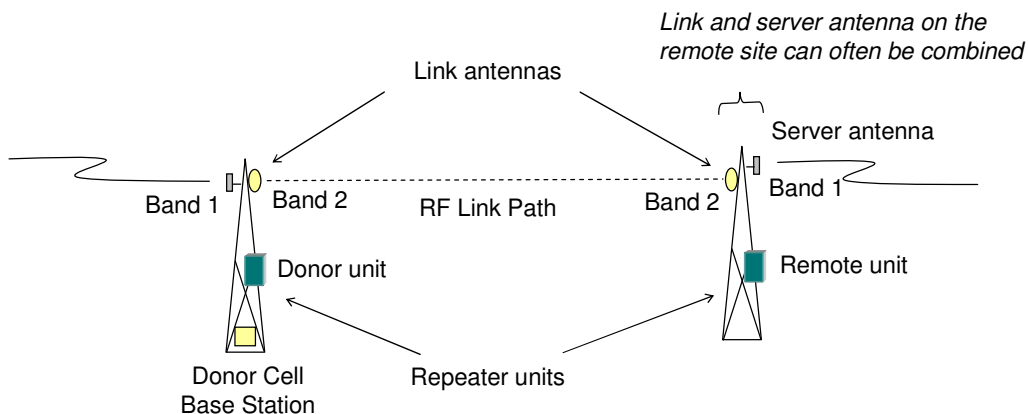 Link and server antenna on the
remote site can often be combined
Link antennas
Server antenna
Band 1
Band 2
RF Link Path
Band 2
Band 1
Donor unit
Remote unit
Donor Cell
Base Station
Repeater units